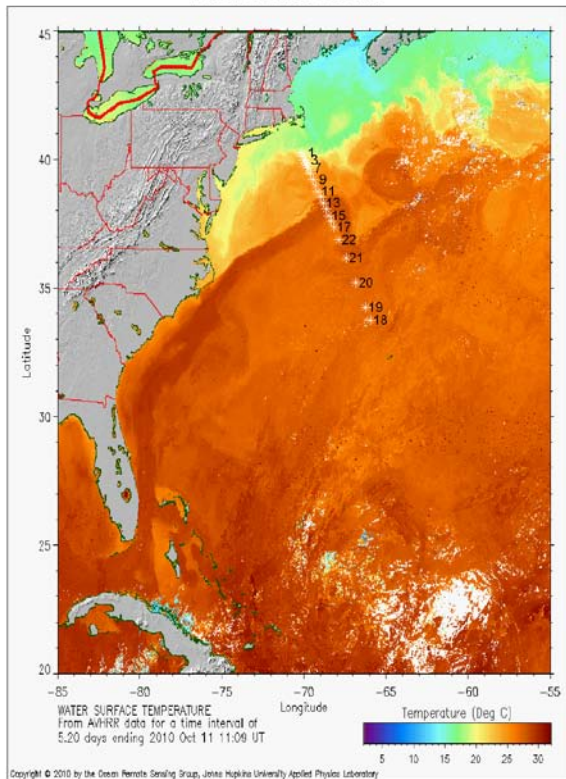 45
40
35
30
25
20
Latitude
1
3
7
9
11
13
15
17
22
21
20
19
18
-85 -80 -75 -70 -65 -60 -55
Longitude
WATER SURFACE TEMPERATURE
From AVHRR data for a time interval of
5.20 days ending 2010 Oct 11 11:09 UT
Temperature (Deg C)
5 10 15 20 25 30
Copyright © 2010 by the Ocean Remote Sensing Group, Johns Hopkins University Applied Physics Laboratory